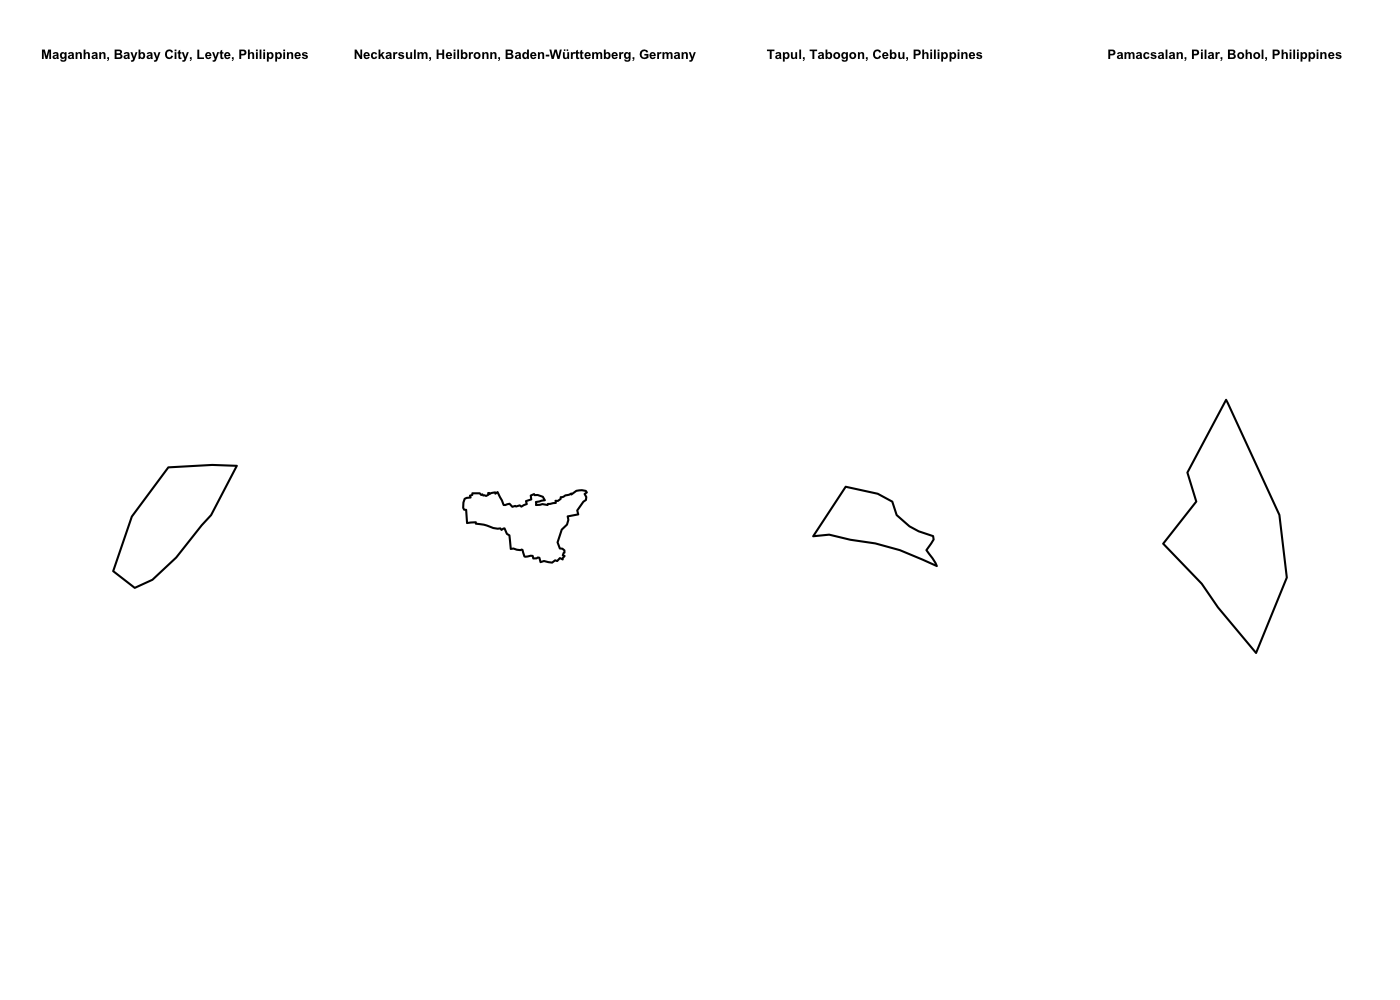 Maganhan, Baybay City, Leyte, Philippines
Neckarsulm, Heilbronn, Baden-Württemberg, Germany
Tapul, Tabogon, Cebu, Philippines
Pamacsalan, Pilar, Bohol, Philippines